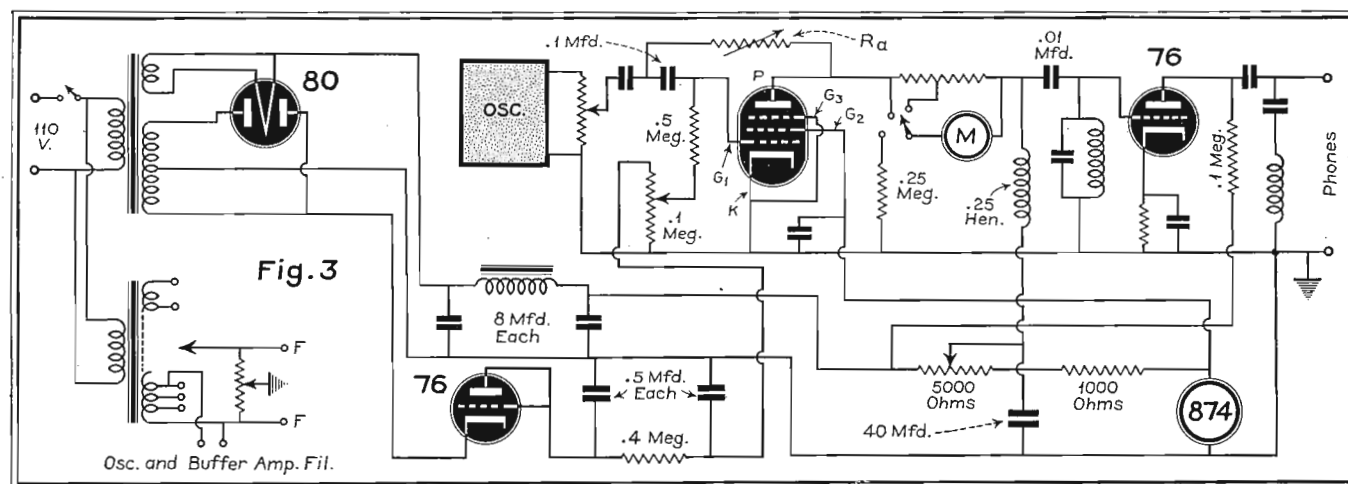 80
.1 Mfd.
Ra
.01
Mfd.
76
110
V.
OSC.
P
G3
G2
M
.5
Meg.
G1
K
.1
Meg.
.25
Meg.
.25
Hen.
.1 Meg.
Phones
Fig.3
8 Mfd.
Each
F
F
76
.5 Mfd.
Each
.4 Meg.
5000
Ohms
1000
Ohms
874
40 Mfd.
Osc. and Buffer Amp. Fil.